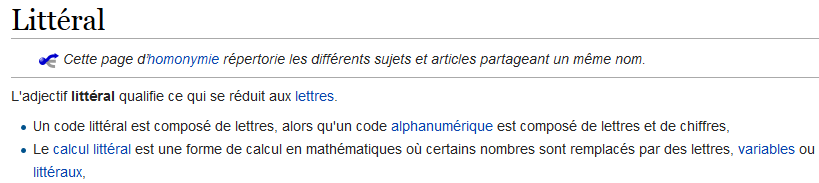 Littéral
Cette page d'homonymie répertorie les différents sujets et articles partageant un même nom.
L'adjectif littéral qualifie ce qui se réduit aux lettres.
Un code littéral est composé de lettres, alors qu'un code alphanumérique est composé de lettres et de chiffres,
Le calcul littéral est une forme de calcul en mathématiques où certains nombres sont remplacés par des lettres, variables ou
littéraux,